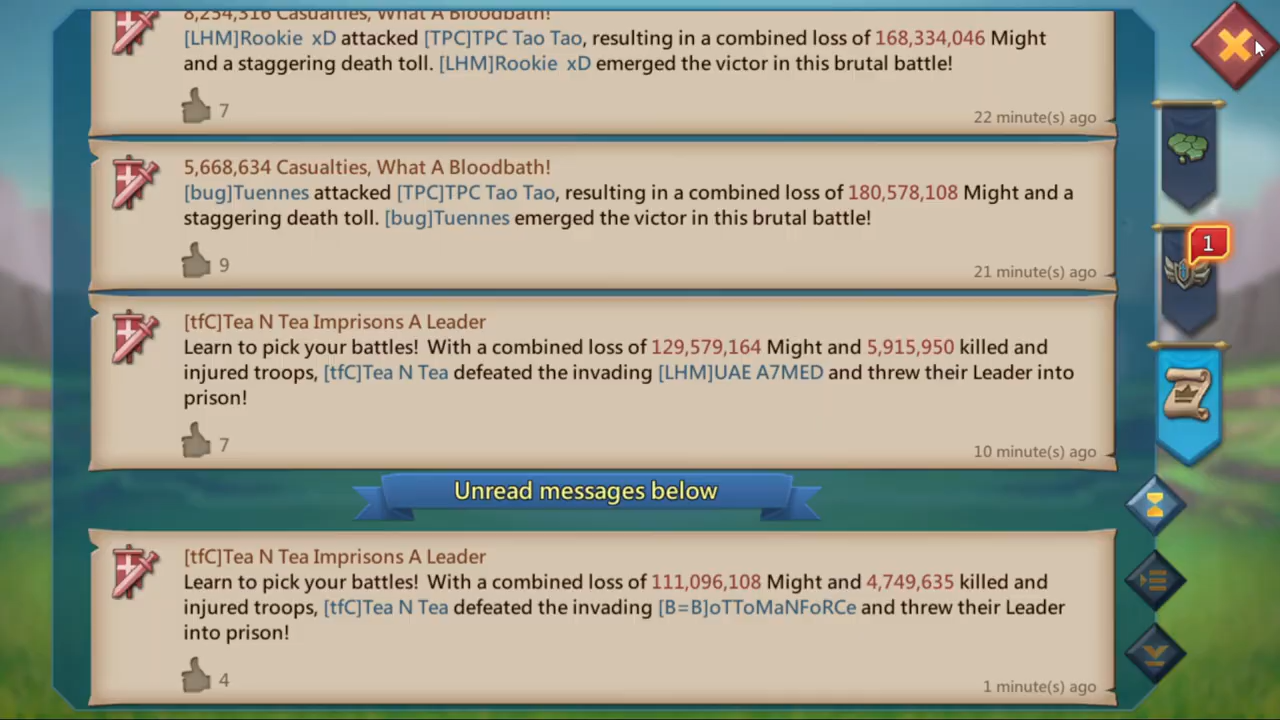 8,254,316 Casualties, What A Bloodbath!
[LHM]Rookie xD attacked [TPC]TPC Tao Tao, resulting in a combined loss of 168,334,046 Might
and a staggering death toll. [LHM]Rookie xD emerged the victor in this brutal battle!
7
22 minute(s) ago
5,668,634 Casualties, What A Bloodbath!
[bug]Tuennes attacked [TPC]TPC Tao Tao, resulting in a combined loss of 180,578,108 Might and a
staggering death toll. [bug]Tuennes emerged the victor in this brutal battle!
9
21 minute(s) ago
1
[tfC]Tea N Tea Imprisons A Leader
Learn to pick your battles! With a combined loss of 129,579,164 Might and 5,915,950 killed and
injured troops, [tfC]Tea N Tea defeated the invading [LHM]UAE A7MED and threw their Leader into
prison!
7
10 minute(s) ago
Unread messages below
[tfC]Tea N Tea Imprisons A Leader
Learn to pick your battles! With a combined loss of 111,096,108 Might and 4,749,635 killed and
injured troops, [tfC]Tea N Tea defeated the invading [B=B]oTToMaNFoRCe and threw their Leader
into prison!
4
1 minute(s) ago